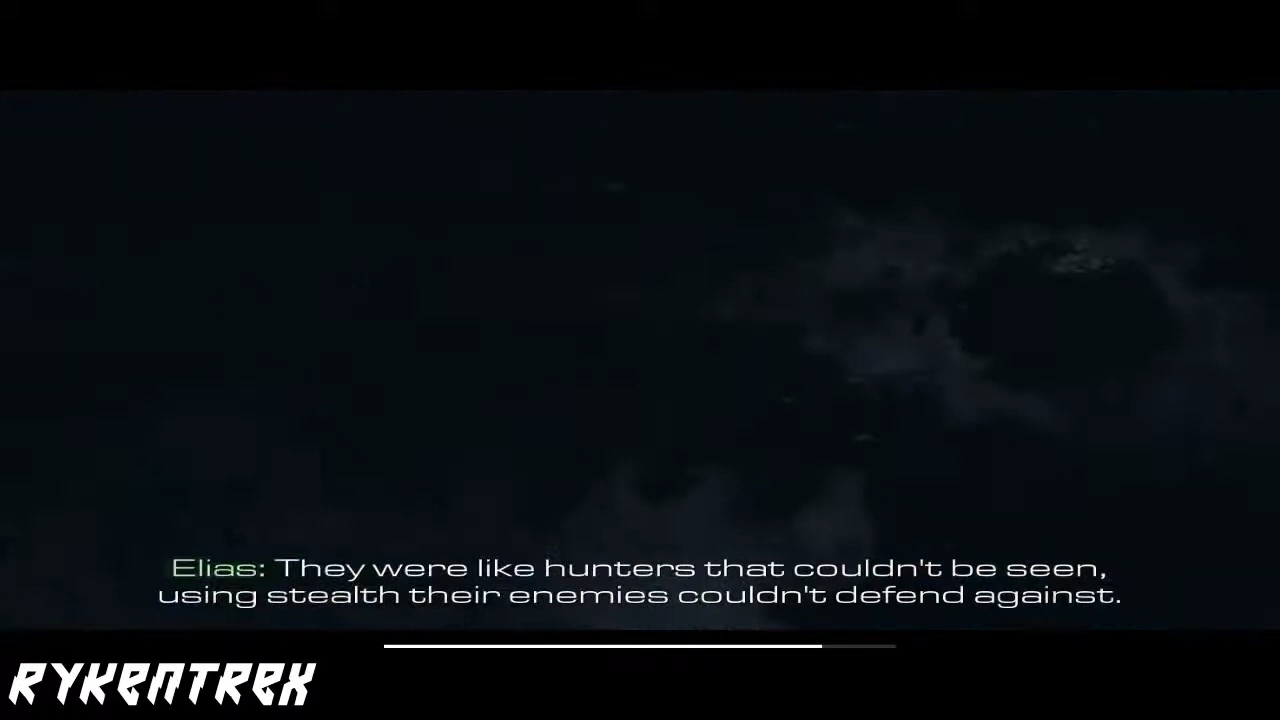 Elias: They were like hunters that couldn't be seen,
using stealth their enemies couldn't defend against.
RYKENTREX